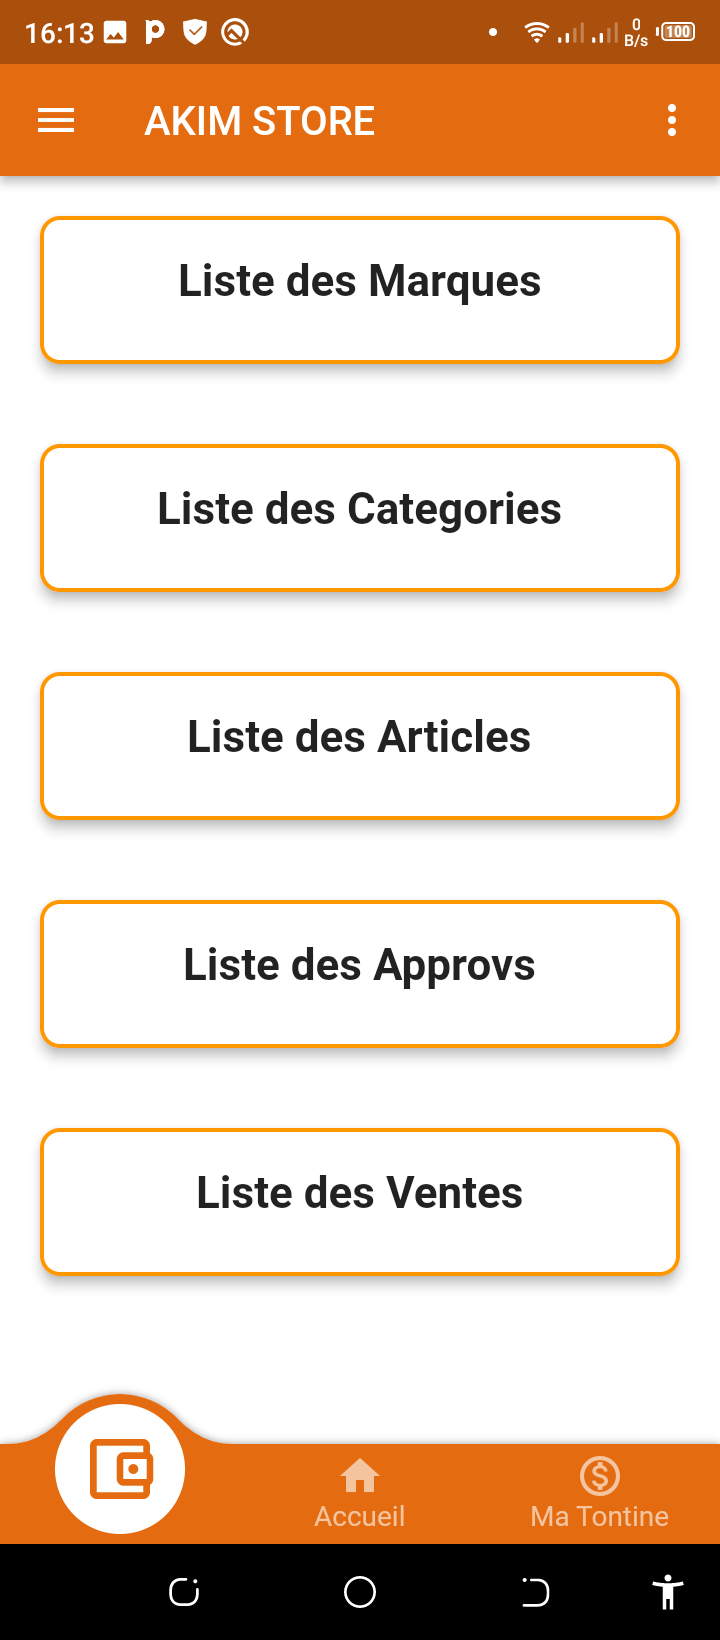 16:13
0
B/s
100
AKIM STORE
Liste des Marques
Liste des Categories
Liste des Articles
Liste des Approvs
Liste des Ventes
Accueil
Ma Tontine